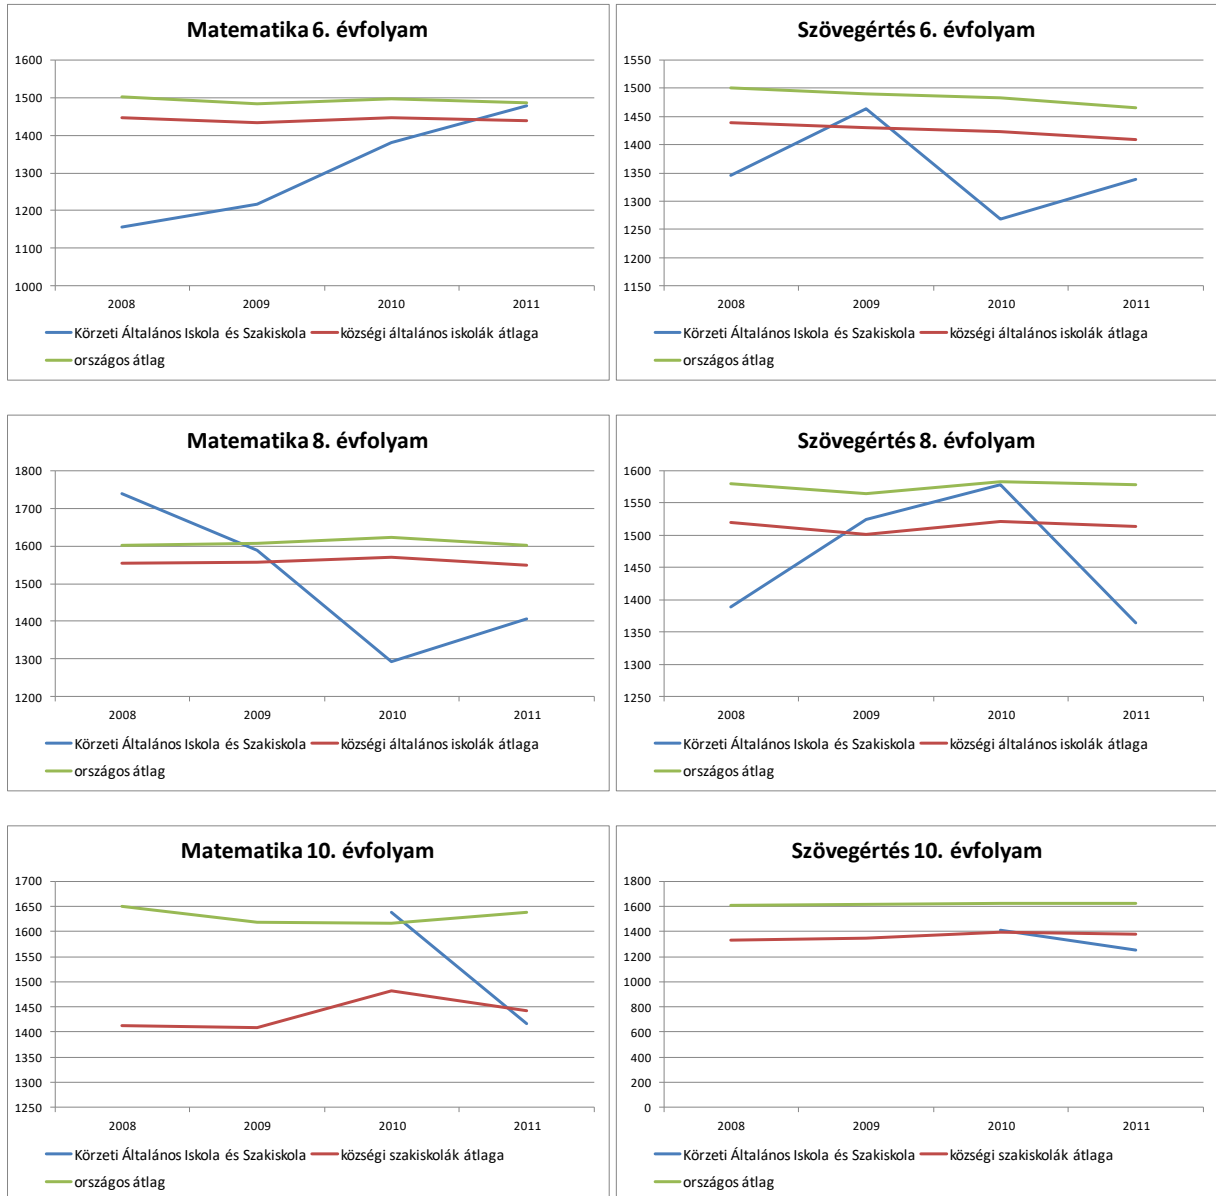 Matematika 6. évfolyam
1600
1500
1400
1300
1200
1100
1000
2008 2009 2010 2011
Körzeti Általános Iskola és Szakiskola községi általános iskolák átlaga
országos átlag
Szövegértés 6. évfolyam
1550
1500
1450
1400
1350
1300
1250
1200
1150
2008 2009 2010 2011
Körzeti Általános Iskola és Szakiskola községi általános iskolák átlaga
országos átlag
Matematika 8. évfolyam
1800
1700
1600
1500
1400
1300
1200
2008 2009 2010 2011
Körzeti Általános Iskola és Szakiskola községi általános iskolák átlaga
országos átlag
Szövegértés 8. évfolyam
1600
1550
1500
1450
1400
1350
1300
1250
2008 2009 2010 2011
Körzeti Általános Iskola és Szakiskola községi általános iskolák átlaga
országos átlag
Matematika 10. évfolyam
1700
1650
1600
1550
1500
1450
1400
1350
1300
1250
2008 2009 2010 2011
Körzeti Általános Iskola és Szakiskola községi szakiskolák átlaga
országos átlag
Szövegértés 10. évfolyam
1800
1600
1400
1200
1000
800
600
400
200
0
2008 2009 2010 2011
Körzeti Általános Iskola és Szakiskola községi szakiskolák átlaga
országos átlag